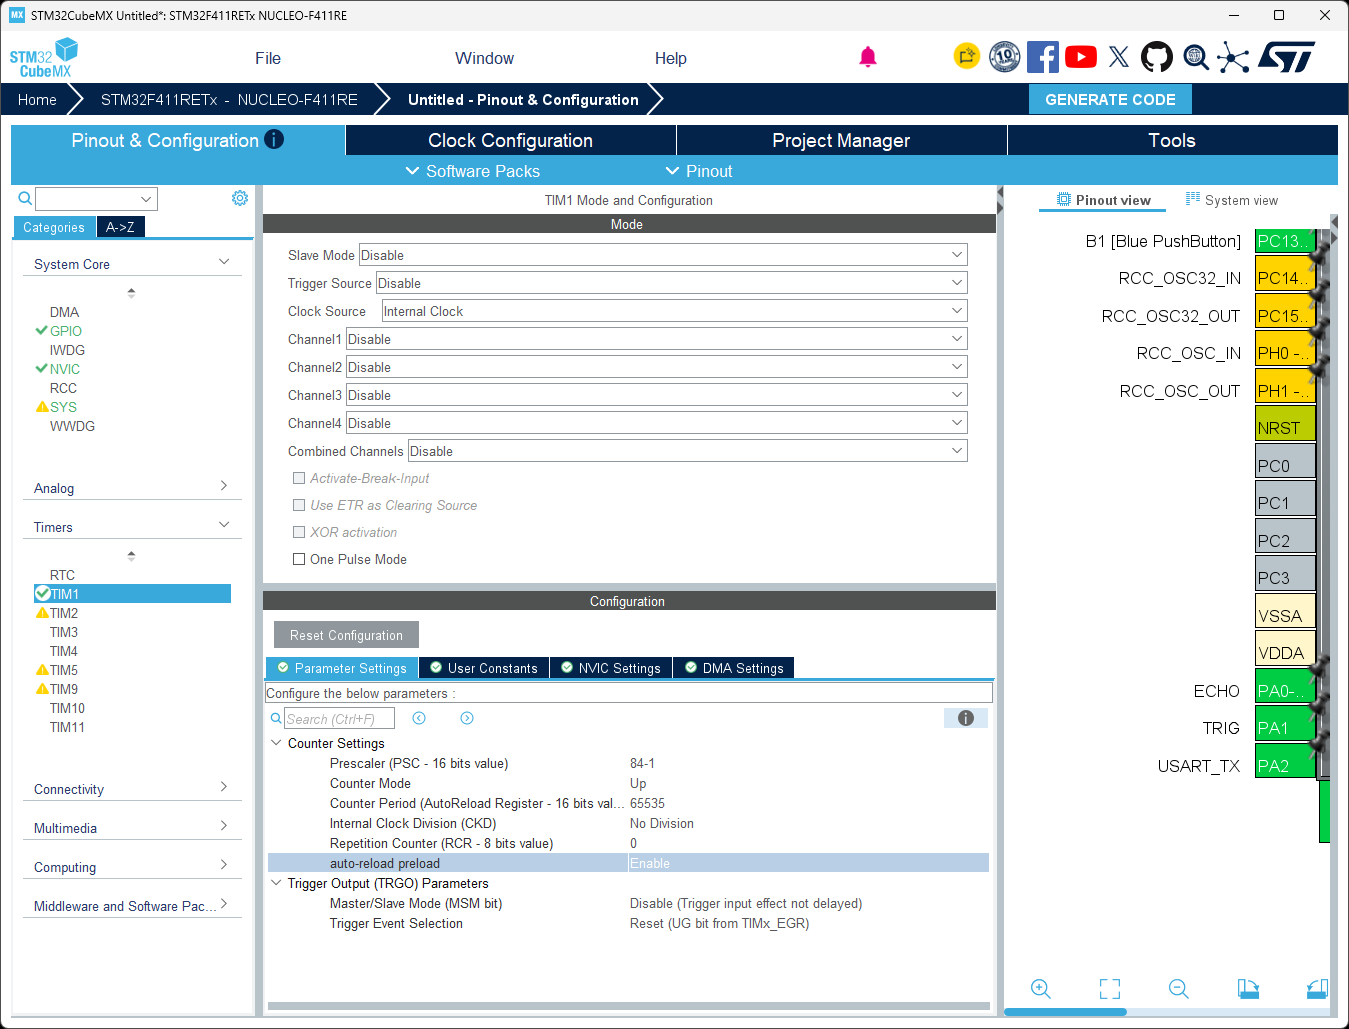 MX STM32CubeMX Untitled*: STM32F411RETx NUCLEO-F411RE
STM32 CubeMX
File
Window
Help
10
ST
Home
STM32F411RETx - NUCLEO-F411RE
Untitled - Pinout & Configuration
GENERATE CODE
Pinout & Configuration
Clock Configuration
Project Manager
Tools
Software Packs
Pinout
Categories
A->Z
System Core
DMA
GPIO
IWDG
NVIC
RCC
SYS
WWDG
Analog
Timers
RTC
TIM1
TIM2
TIM3
TIM4
TIM5
TIM9
TIM10
TIM11
Connectivity
Multimedia
Computing
Middleware and Software Pac...
TIM1 Mode and Configuration
Mode
Slave Mode Disable
Trigger Source Disable
Clock Source Internal Clock
Channel1 Disable
Channel2 Disable
Channel3 Disable
Channel4 Disable
Combined Channels Disable
Activate-Break-Input
Use ETR as Clearing Source
XOR activation
One Pulse Mode
Configuration
Reset Configuration
Parameter Settings
User Constants
NVIC Settings
DMA Settings
Configure the below parameters :
Search (Ctrl+F)
Counter Settings
Prescaler (PSC - 16 bits value) 84-1
Counter Mode Up
Counter Period (AutoReload Register - 16 bits val... 65535
Internal Clock Division (CKD) No Division
Repetition Counter (RCR - 8 bits value) 0
auto-reload preload Enable
Trigger Output (TRGO) Parameters
Master/Slave Mode (MSM bit) Disable (Trigger input effect not delayed)
Trigger Event Selection Reset (UG bit from TIMx_EGR)
Pinout view
System view
B1 [Blue PushButton] PC13..
RCC_OSC32_IN PC14..
RCC_OSC32_OUT PC15..
RCC_OSC_IN PH0 -..
RCC_OSC_OUT PH1 -..
NRST
PC0
PC1
PC2
PC3
VSSA
VDDA
ECHO PA0-..
TRIG PA1
USART_TX PA2